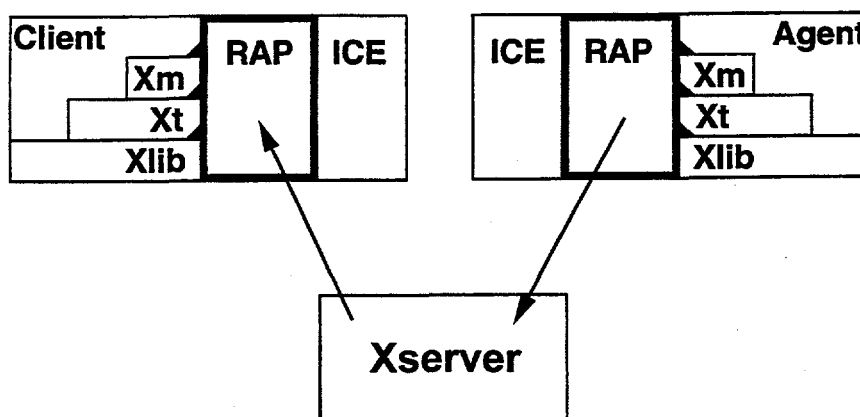 Client RAP ICE
Xm
Xt
Xlib
ICE RAP Agent
Xm
Xt
Xlib
Xserver